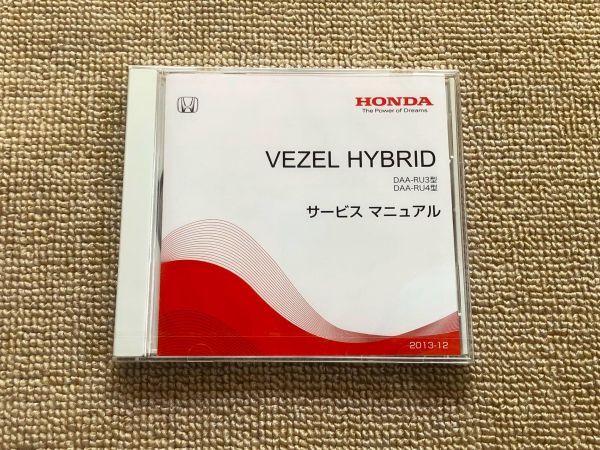 HONDA
The Power of Dreams
VEZEL HYBRID
DAA-RU3型
DAA-RU4型
サービス マニュアル
2013-12